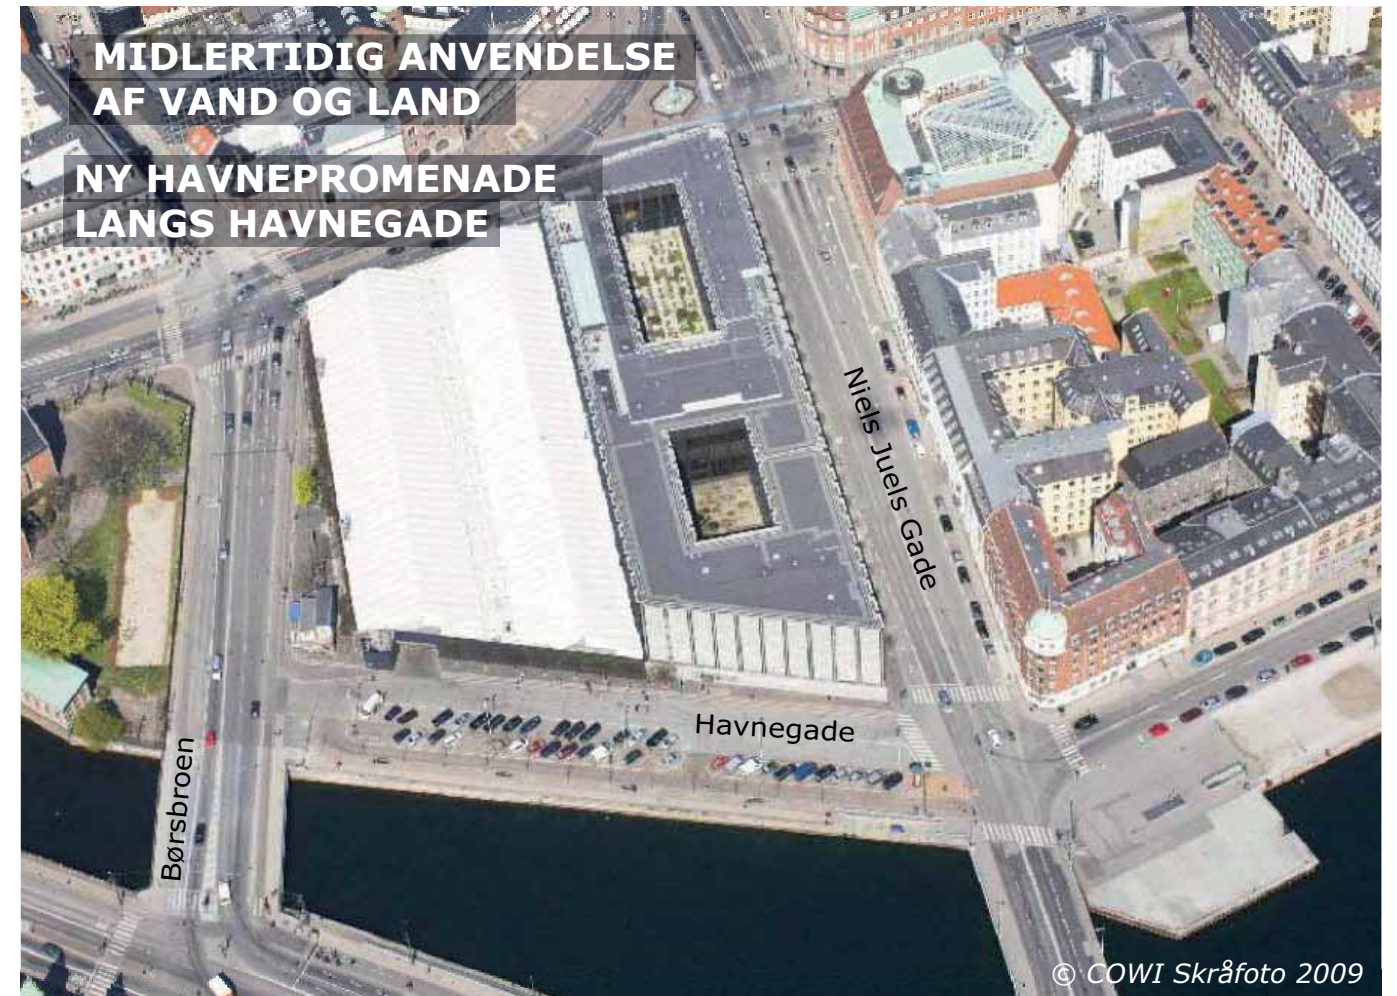 MIDLERTIDIG ANVENDELSE
AF VAND OG LAND
NY HAVNEPROMENADE
LANGS HAVNEGADE
Niels Juels Gade
Havnegade
Børsbroen
© COWI Skråfoto 2009